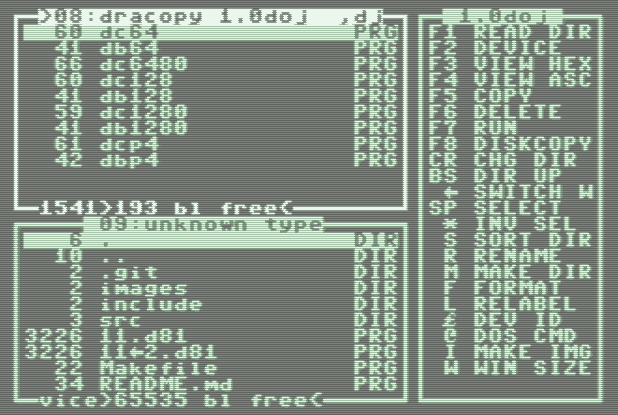 >08:dracopy 1.0doj  ,dj
60 dc64 PRG
41 db64 PRG
66 dc6480 PRG
60 dc128 PRG
41 db128 PRG
59 dc1280 PRG
41 db1280 PRG
61 dcp4 PRG
42 dbp4 PRG
1541>193 bl free<
09:unknown type
6 . DIR
10 .. DIR
2 .git DIR
2 images DIR
2 include DIR
3 src DIR
3226 11.d81 PRG
3226 11←2.d81 PRG
22 Makefile PRG
34 README.md PRG
vice>65535 bl free<
1.0doj
F1 READ DIR
F2 DEVICE
F3 VIEW HEX
F4 VIEW ASC
F5 COPY
F6 DELETE
F7 RUN
F8 DISKCOPY
CR CHG DIR
BS DIR UP
← SWITCH W
SP SELECT
* INV SEL
S SORT DIR
R RENAME
M MAKE DIR
F FORMAT
L RELABEL
£ DEV ID
@ DOS CMD
I MAKE IMG
W WIN SIZE